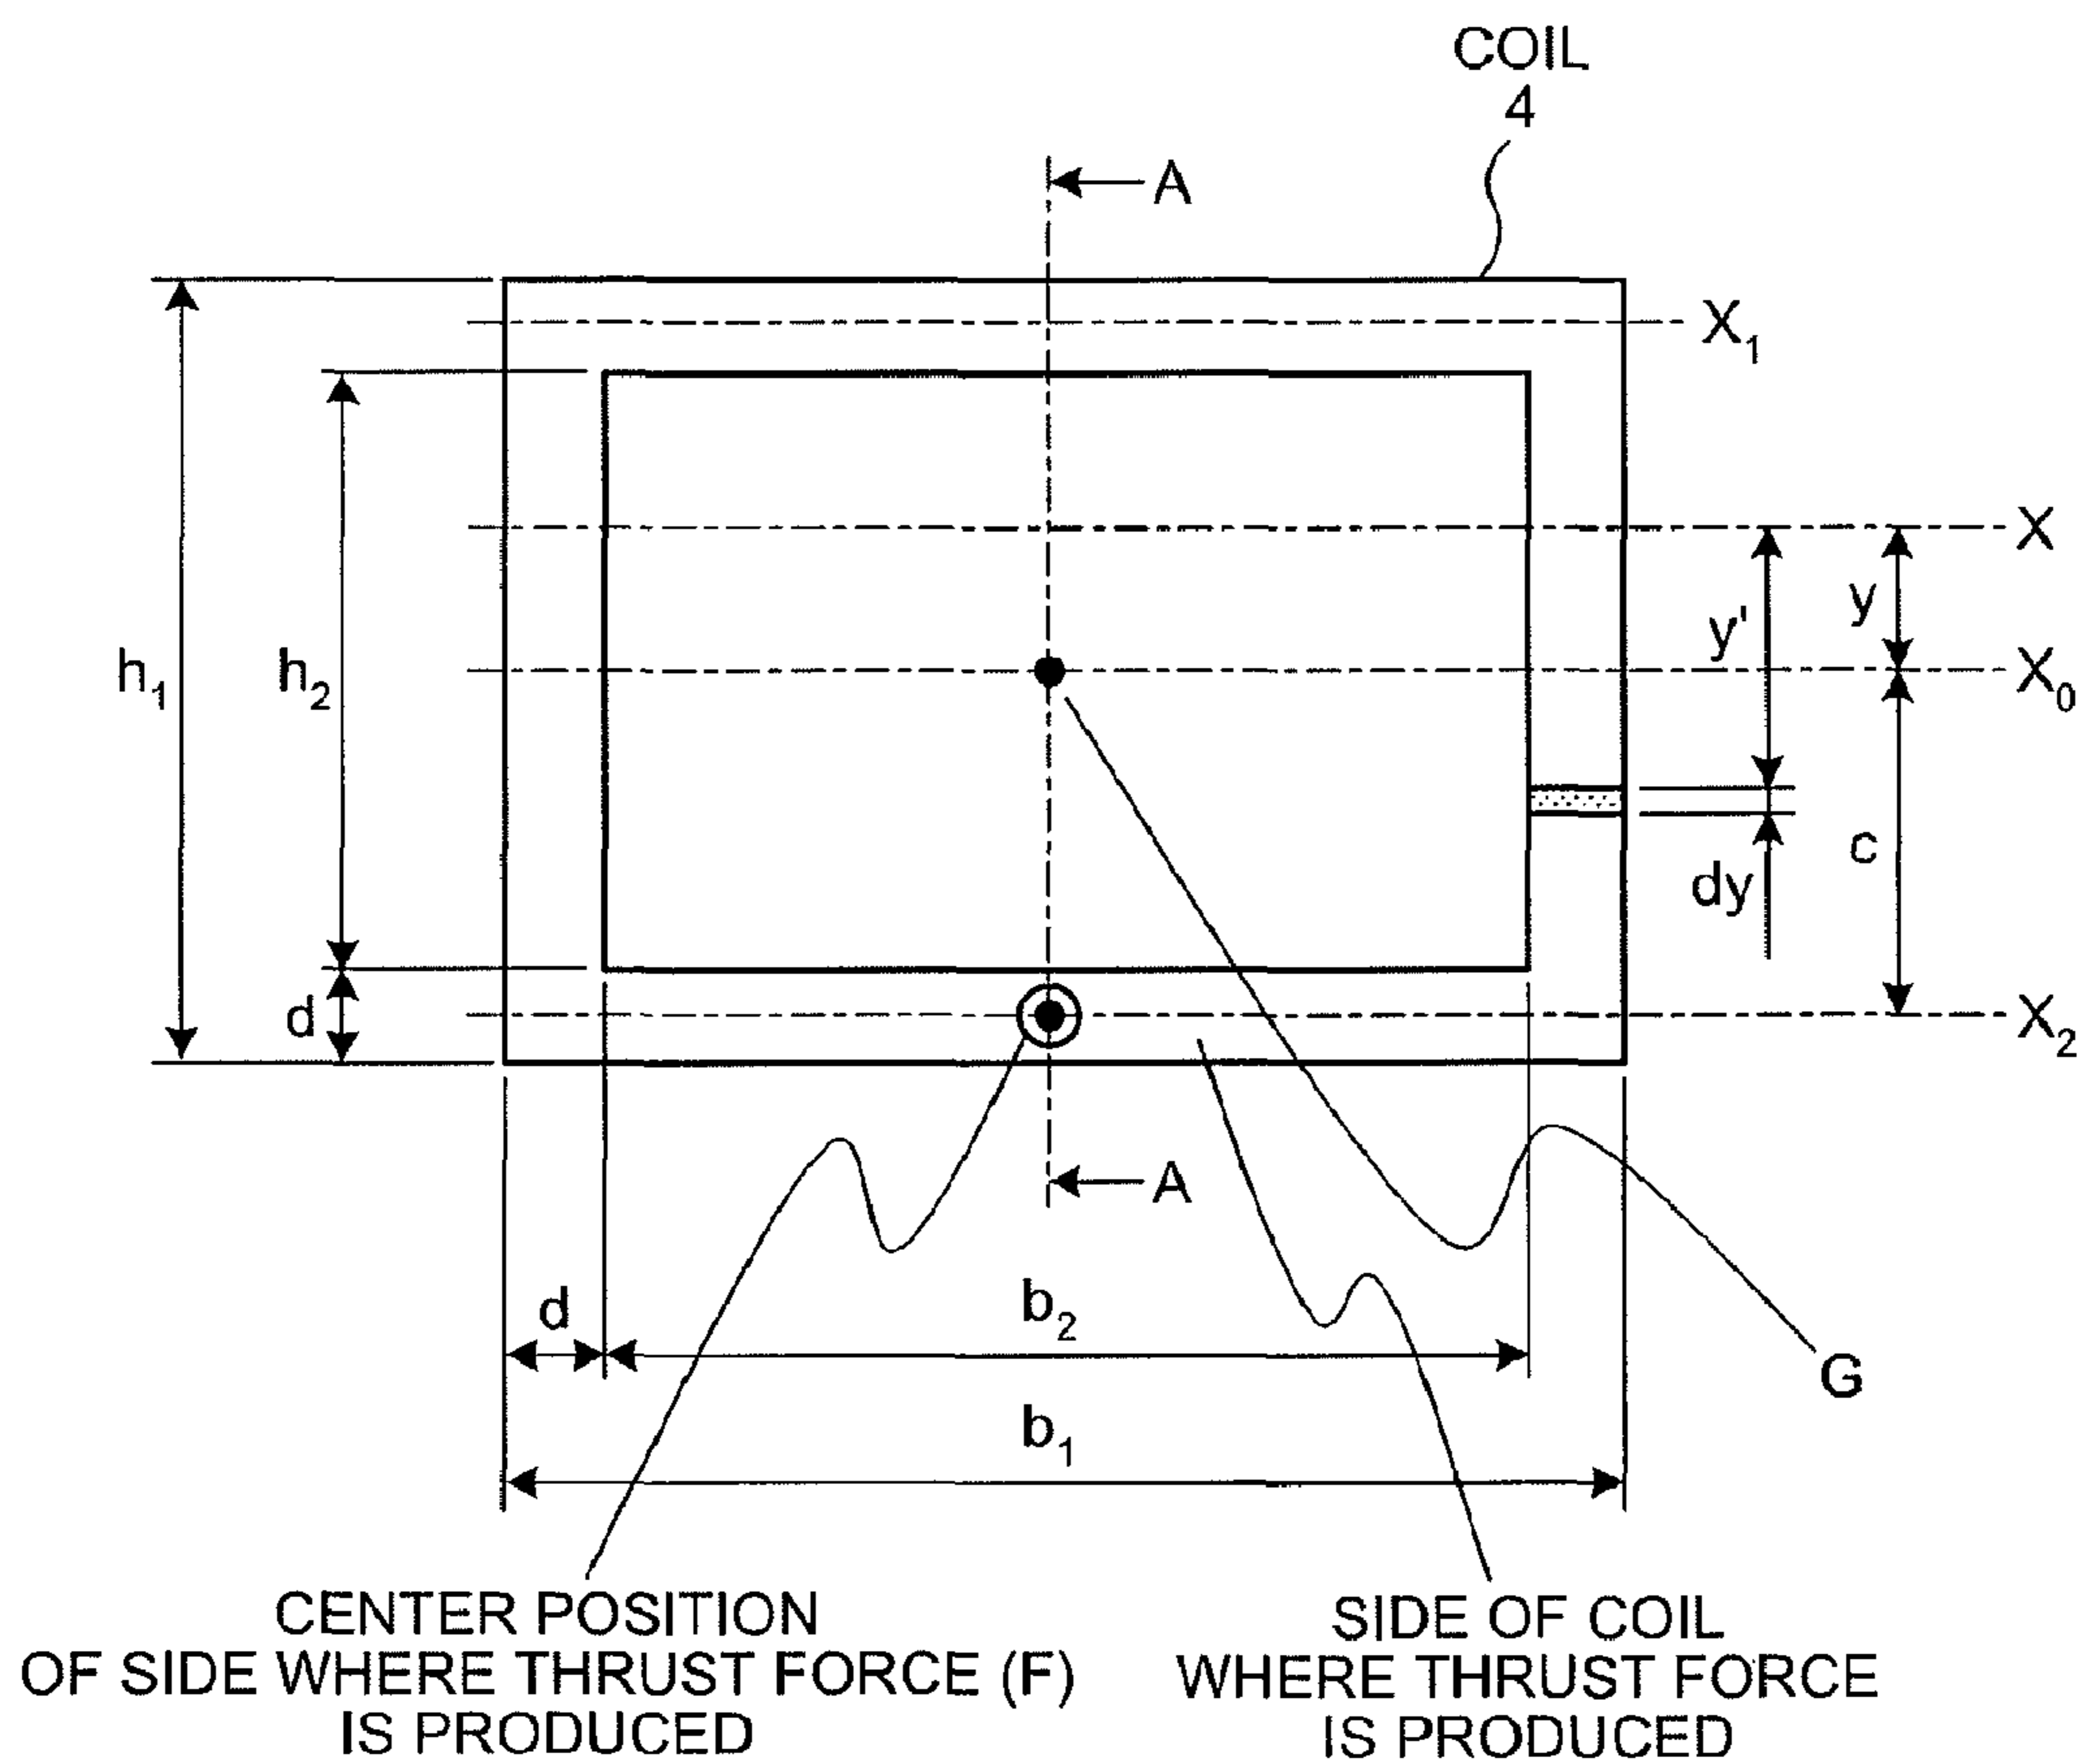 COIL
4
A
X₁
X
y
y'
h₁
h₂
X₀
c
dy
d
X₂
A
d
b₂
G
b₁
CENTER POSITION
OF SIDE WHERE THRUST FORCE (F)
IS PRODUCED
SIDE OF COIL
WHERE THRUST FORCE
IS PRODUCED